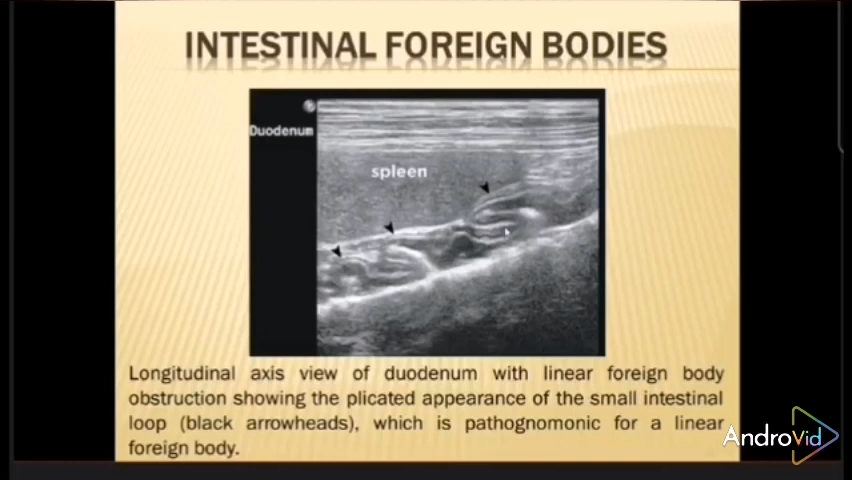 INTESTINAL FOREIGN BODIES
Duodenum
spleen
Longitudinal axis view of duodenum with linear foreign body
obstruction showing the plicated appearance of the small intestinal
loop (black arrowheads), which is pathognomonic for a linear
foreign body.
AndroVid